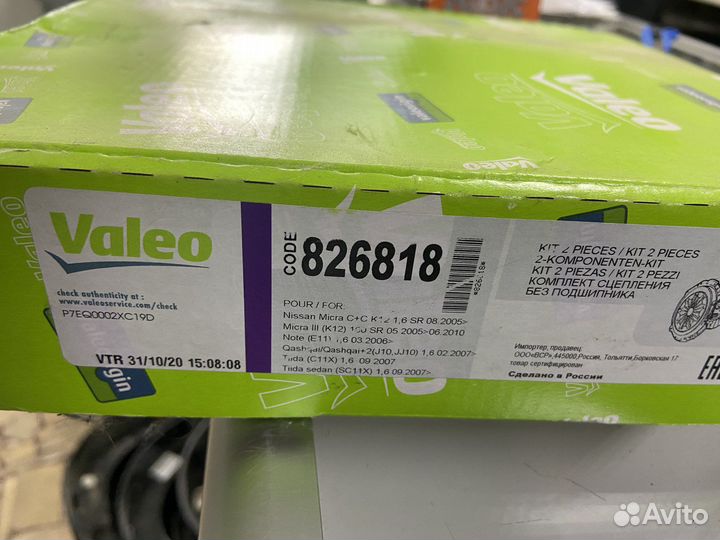 Valeo
Valeo
check authenticity at :
www.valeoservice.com/check
P7EQ0002XC19D
VTR 31/10/20 15:08:08
CODE
826818
*826818*
POUR / FOR:
Nissan Micra C+C K12 1,6 SR 08.2005>
Micra III (K12) 160 SR 05.2005>06.2010
Note (E11) 1,6 03.2006>
Qashqai/Qashqai+2(J10,JJ10) 1,6 02.2007>
Tiida (C11X) 1,6 09.2007
Tiida sedan (SC11X) 1,6 09.2007>
KIT 2 PIECES / KIT 2 PIECES
2-KOMPONENTEN-KIT
KIT 2 PIEZAS / KIT 2 PEZZI
КОМПЛЕКТ СЦЕПЛЕНИЯ
БЕЗ ПОДШИПНИКА
Импортер, продавец,
ООО«ВСР»,445000,Россия, Тольятти,Борковская 17
товар сертифицирован
Сделано в России
ЕАС
Avito